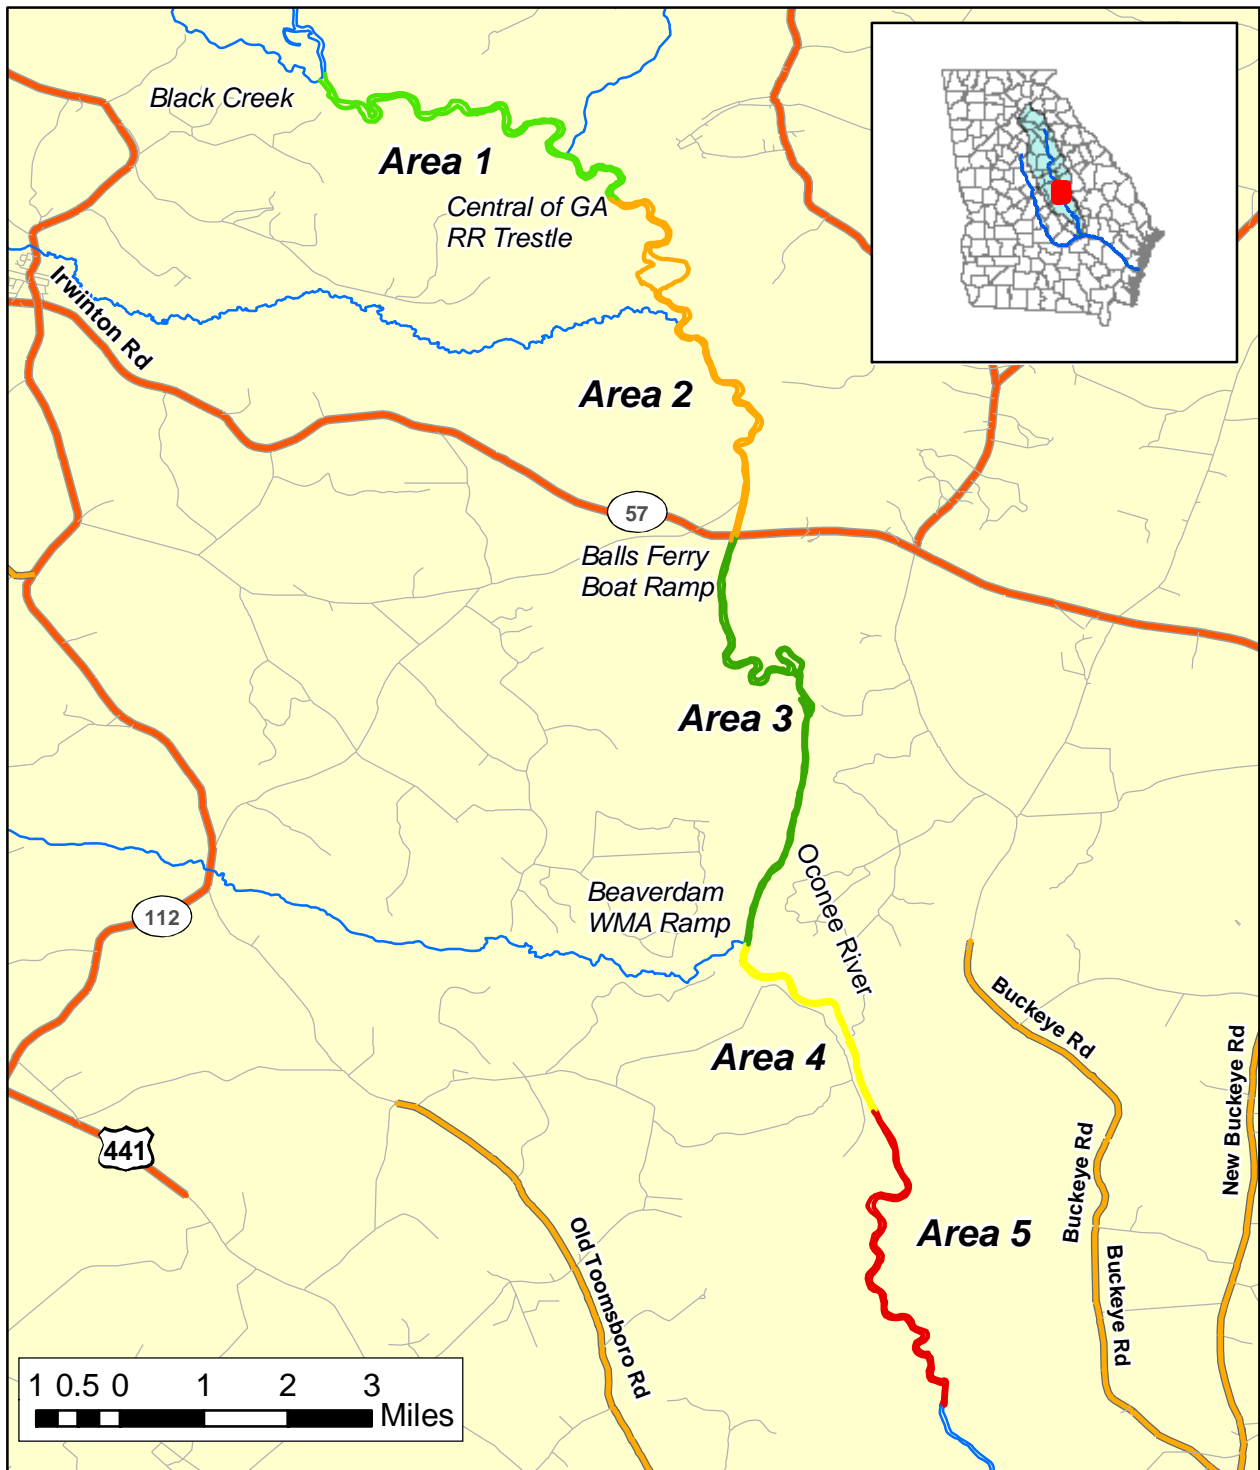 Black Creek
Area 1
Central of GA
RR Trestle
Irwinton Rd
Area 2
57
Balls Ferry
Boat Ramp
Area 3
Oconee River
Beaverdam
WMA Ramp
112
Buckeye Rd
Area 4
New Buckeye Rd
441
Buckeye Rd
Area 5
Old Toomsboro Rd
Buckeye Rd
1 0.5 0 1 2 3
Miles